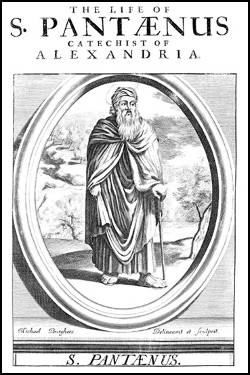 THE LIFE OF
S. PANTÆNUS
CATECHIST OF
ALEXANDRIA.
Michael Burghers Delineavit et Sculpsit.
S. PANTÆNUS.